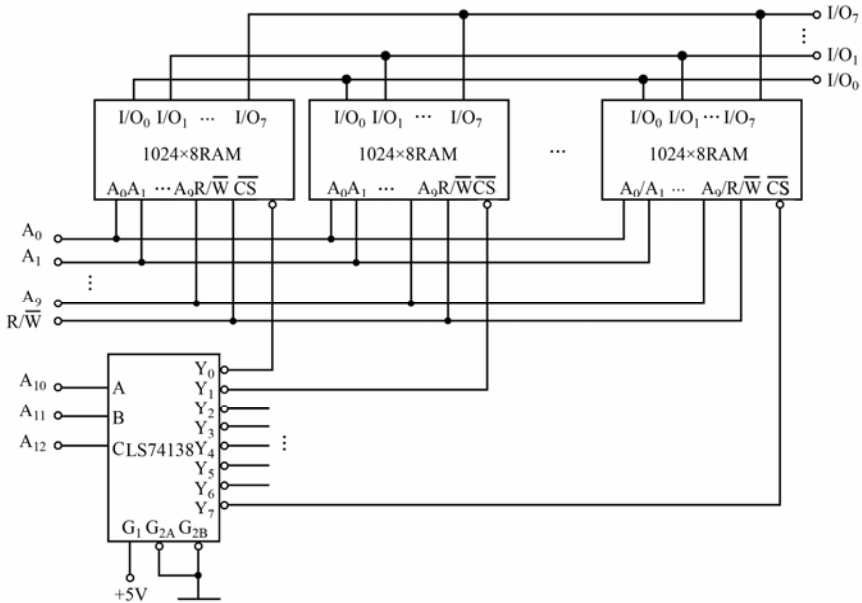 I/O₇
⋮
I/O₁
I/O₀
I/O₀ I/O₁ ··· I/O₇
1024×8RAM
A₀A₁ ···A₉R/W̅ C̅S̅
I/O₀ I/O₁ ··· I/O₇
1024×8RAM
A₀A₁ ··· A₉R/W̅C̅S̅
···
I/O₀ I/O₁ ···I/O₇
1024×8RAM
A₀/A₁ ··· A₉/R/W̅ C̅S̅
A₀
A₁
⋮
A₉
R/W̅
A₁₀
A₁₁
A₁₂
A
B
CLS74138
Y₀
Y₁
Y₂
Y₃
Y₄
⋮
Y₅
Y₆
Y₇
G₁ G₂A G₂B
+5V